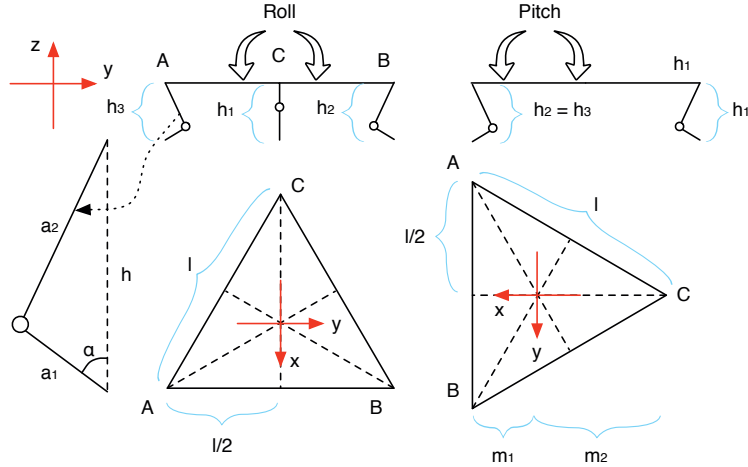 Roll
Pitch
z
y
A
C
B
h₁
h₃
h₁
h₂
h₂ = h₃
h₁
a₂
h
α
a₁
C
l
y
x
A
B
l/2
A
l
l/2
C
x
y
B
m₁
m₂